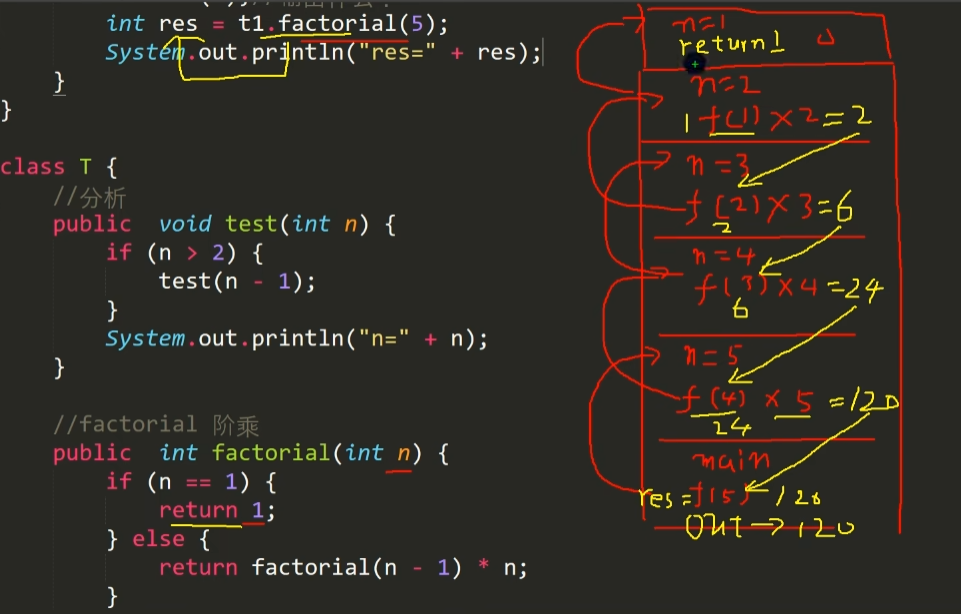 int res = t1.factorial(5);
System.out.println("res=" + res);
}
}
class T {
//分析
public  void test(int n) {
if (n > 2) {
test(n - 1);
}
System.out.println("n=" + n);
}
//factorial 阶乘
public  int factorial(int n) {
if (n == 1) {
return 1;
} else {
return factorial(n - 1) * n;
}
n=1
return 1
n=2
1 f(1)×2=2
n=3
f(2)×3=6
2
n=4
f(3)×4=24
6
n=5
f(4)×5=120
24
main
res=f(5) 120
out→120